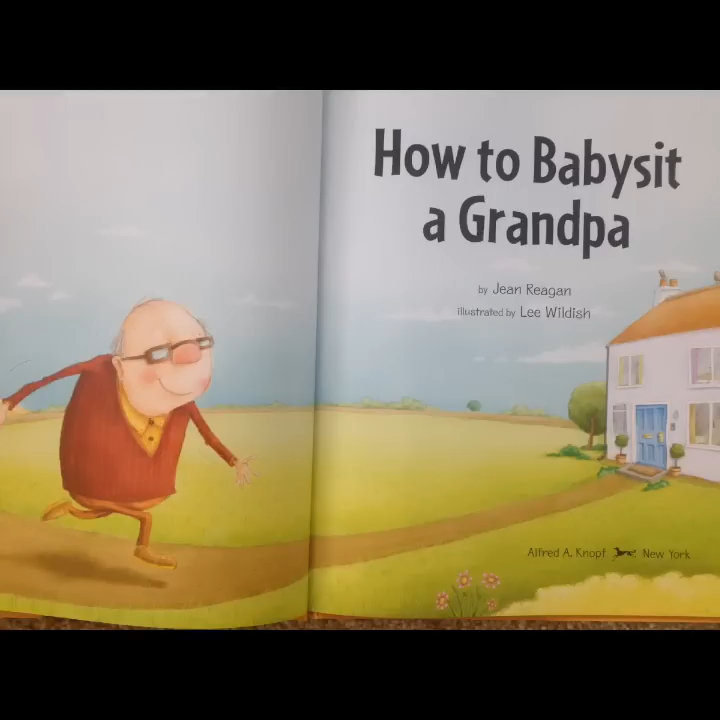 How to Babysit
a Grandpa
by Jean Reagan
illustrated by Lee Wildish
Alfred A. Knopf New York